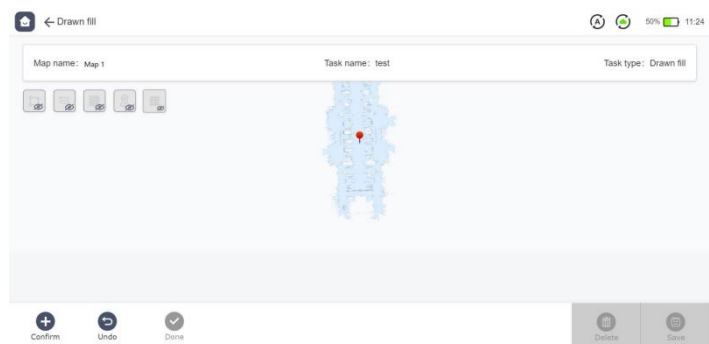 ← Drawn fill
A
50% 11:24
Map name: Map 1
Task name: test
Task type: Drawn fill
Confirm
Undo
Done
Delete
Save